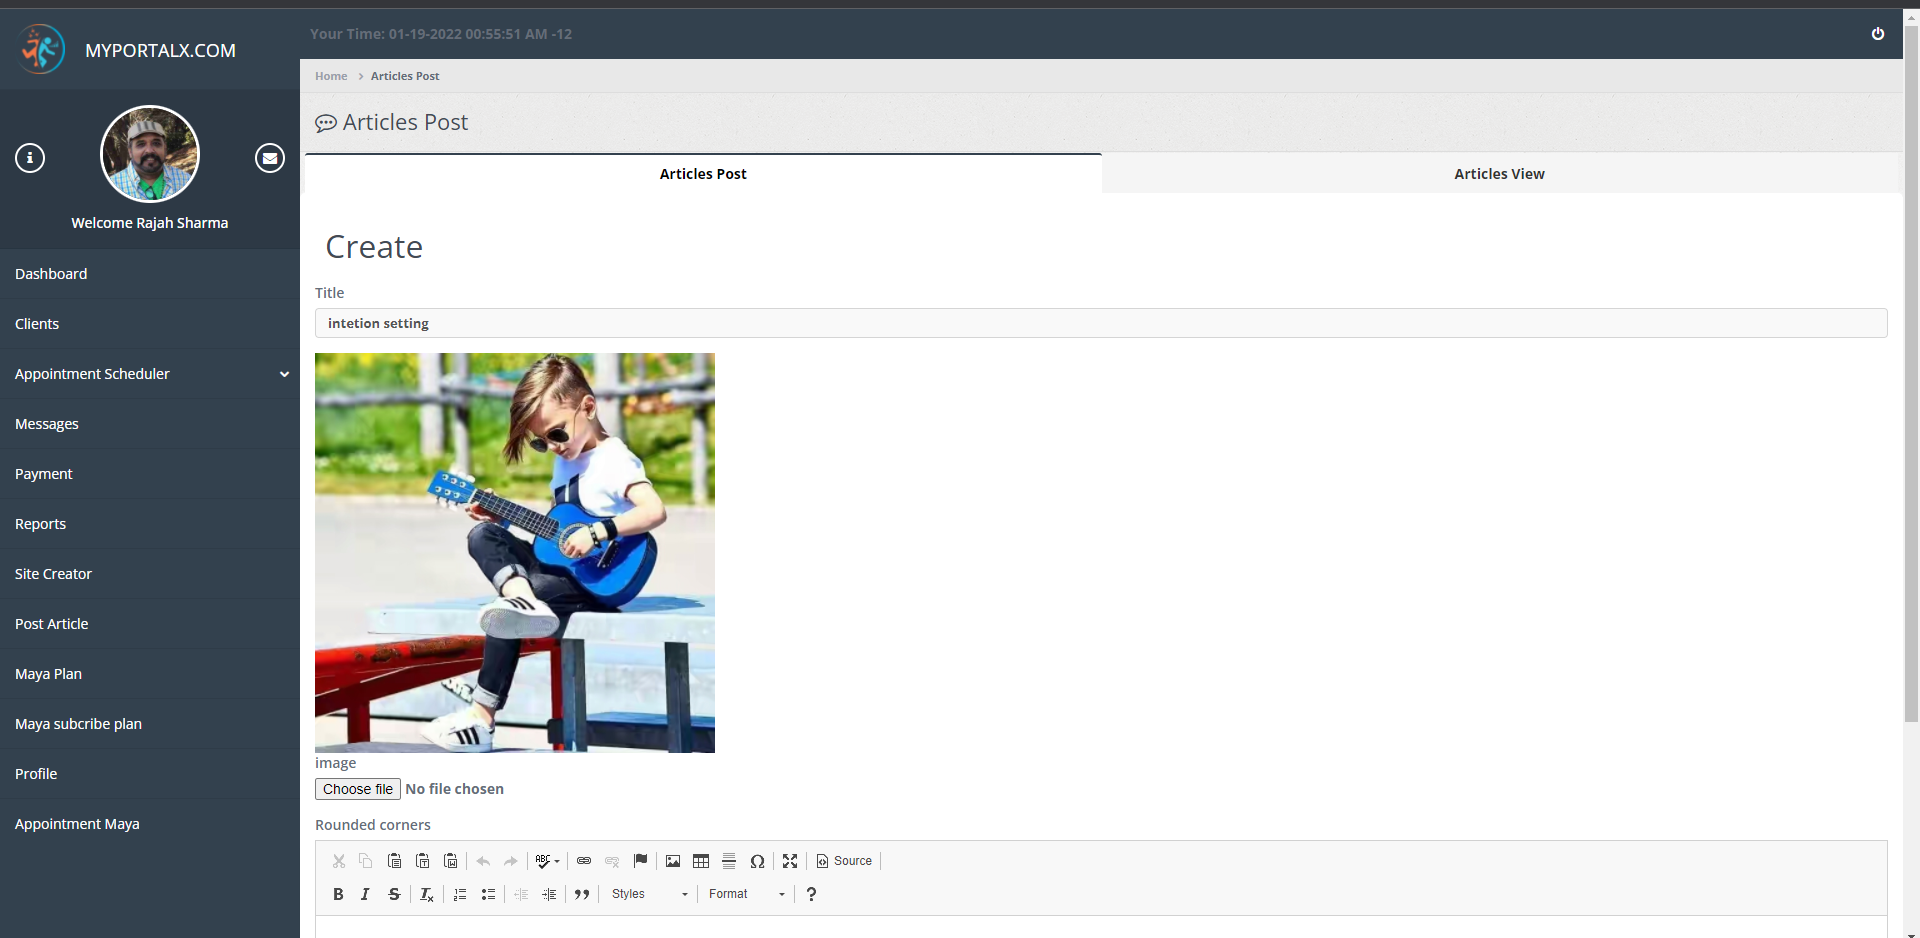 MYPORTALX.COM
Your Time: 01-19-2022 00:55:51 AM -12
Welcome Rajah Sharma
Dashboard
Clients
Appointment Scheduler
Messages
Payment
Reports
Site Creator
Post Article
Maya Plan
Maya subcribe plan
Profile
Appointment Maya
Home > Articles Post
Articles Post
Articles Post
Articles View
Create
Title
intetion setting
image
Choose file No file chosen
Rounded corners
ABC Ω Source
B I S Tx Styles Format ?